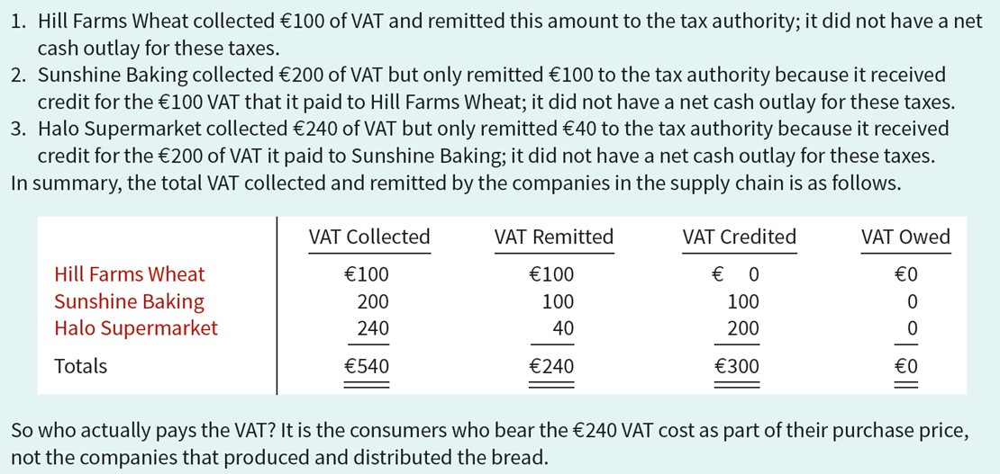 1. Hill Farms Wheat collected €100 of VAT and remitted this amount to the tax authority; it did not have a net
cash outlay for these taxes.
2. Sunshine Baking collected €200 of VAT but only remitted €100 to the tax authority because it received
credit for the €100 VAT that it paid to Hill Farms Wheat; it did not have a net cash outlay for these taxes.
3. Halo Supermarket collected €240 of VAT but only remitted €40 to the tax authority because it received
credit for the €200 of VAT it paid to Sunshine Baking; it did not have a net cash outlay for these taxes.
In summary, the total VAT collected and remitted by the companies in the supply chain is as follows.
VAT Collected VAT Remitted VAT Credited VAT Owed
Hill Farms Wheat €100 €100 € 0 €0
Sunshine Baking 200 100 100 0
Halo Supermarket 240 40 200 0
Totals €540 €240 €300 €0
So who actually pays the VAT? It is the consumers who bear the €240 VAT cost as part of their purchase price,
not the companies that produced and distributed the bread.